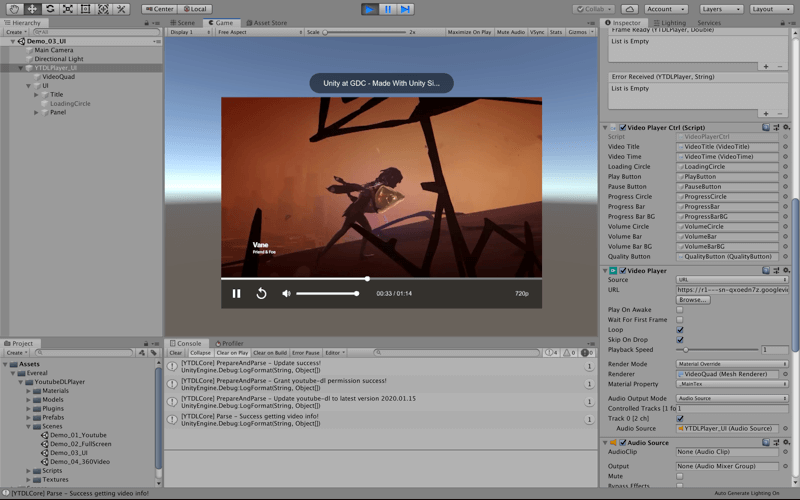 Center
Local
Collab
Account
Layers
Layout
Hierarchy
Create
All
Demo_03_UI
Main Camera
Directional Light
YTDLPlayer_UI
VideoQuad
UI
Title
LoadingCircle
Panel
Scene
Game
Asset Store
Display 1
Free Aspect
Scale
2x
Maximize On Play
Mute Audio
VSync
Stats
Gizmos
Unity at GDC - Made With Unity Si...
Vane
Friend & Foe
00:33 / 01:14
720p
Project
Create
Assets
Evereal
YoutubeDLPlayer
Materials
Models
Plugins
Prefabs
Scenes
Demo_01_Youtube
Demo_02_FullScreen
Demo_03_UI
Demo_04_360Video
Scripts
Textures
Console
Profiler
Clear
Collapse
Clear on Play
Clear on Build
Error Pause
Editor
4
0
0
[YTDLCore] PrepareAndParse - Update success!
UnityEngine.Debug:LogFormat(String, Object[])
1
[YTDLCore] PrepareAndParse - Grant youtube-dl permission success!
UnityEngine.Debug:LogFormat(String, Object[])
1
[YTDLCore] PrepareAndParse - Update youtube-dl to latest version 2020.01.15
UnityEngine.Debug:LogFormat(String, Object[])
1
[YTDLCore] Parse - Success getting video info!
UnityEngine.Debug:LogFormat(String, Object[])
1
Inspector
Lighting
Services
Frame Ready (YTDLPlayer, Double)
List is Empty
Error Received (YTDLPlayer, String)
List is Empty
Video Player Ctrl (Script)
Script VideoPlayerCtrl
Video Title VideoTitle (VideoTitle)
Video Time VideoTime (VideoTime)
Loading Circle LoadingCircle
Play Button PlayButton
Pause Button PauseButton
Progress Circle ProgressCircle
Progress Bar ProgressBar
Progress Bar BG ProgressBarBG
Volume Circle VolumeCircle
Volume Bar VolumeBar
Volume Bar BG VolumeBarBG
Quality Button QualityButton (QualityButton)
Video Player
Source URL
URL https://r1---sn-qxoedn7z.googlevi
Browse...
Play On Awake
Wait For First Frame
Loop
Skip On Drop
Playback Speed 1
Render Mode Material Override
Renderer VideoQuad (Mesh Renderer)
Material Property _MainTex
Audio Output Mode Audio Source
Controlled Tracks [1 fo 1
Track 0 [2 ch]
Audio Source YTDLPlayer_UI (Audio Source)
Audio Source
AudioClip None (Audio Clip)
Output None (Audio Mixer Group)
Mute
Bypass Effects
[YTDLCore] Parse - Success getting video info!
Auto Generate Lighting On